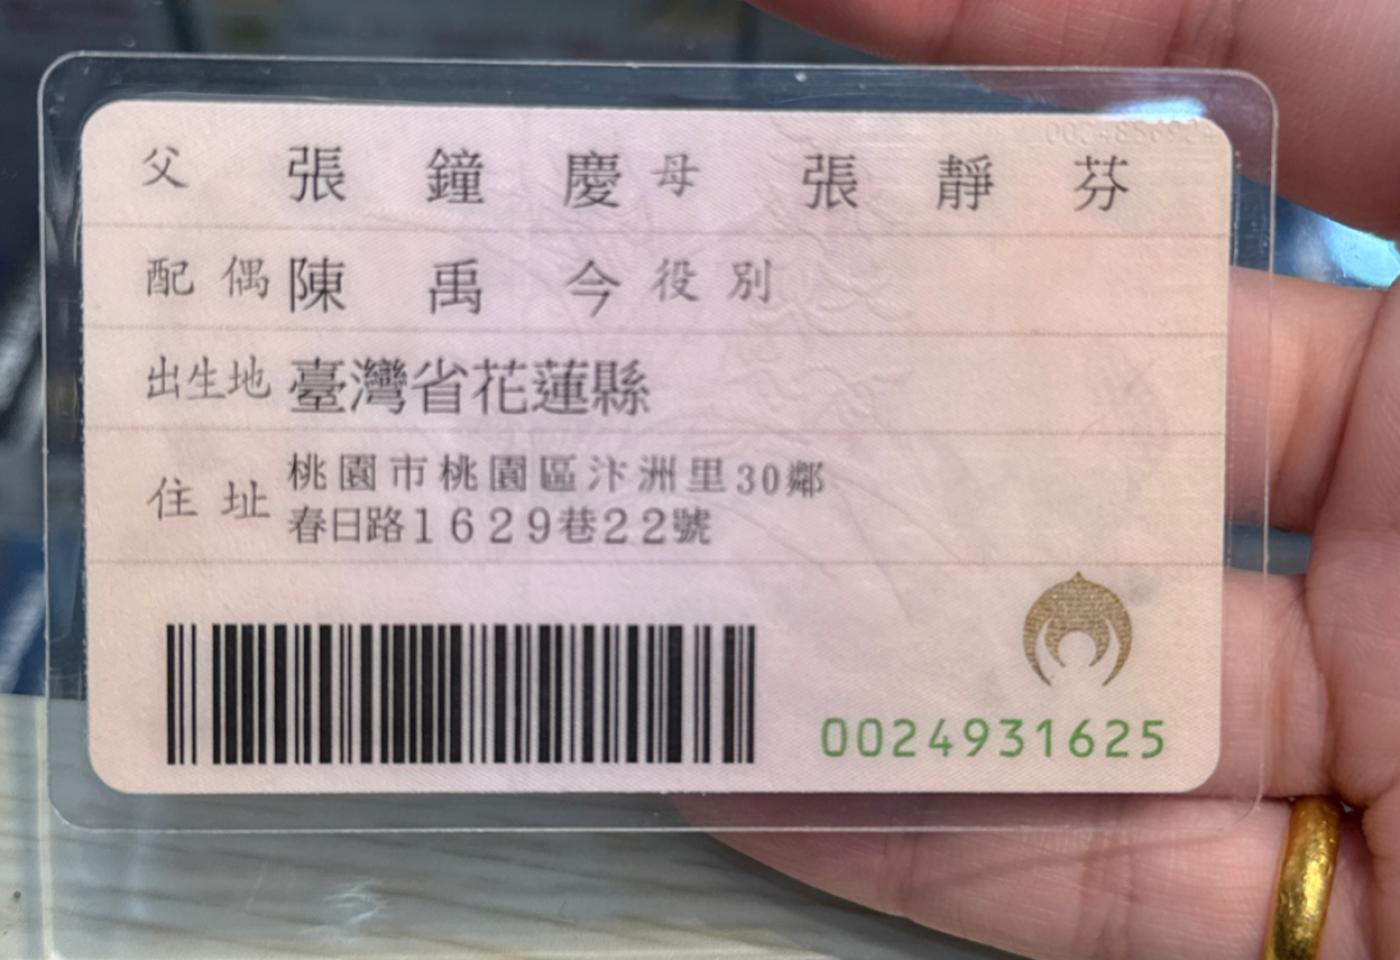 父 張鐘慶 母 張靜芬
配偶 陳禹今 役別
出生地 臺灣省花蓮縣
住址 桃園市桃園區汴洲里30鄰
春日路1629巷22號
0024931625